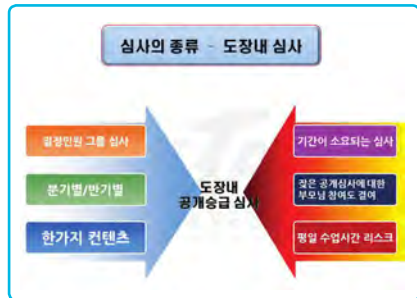 심사의 종류 - 도장내 심사
결정인원 그룹 심사
분기별/반기별
한가지 컨텐츠
도장내
공개승급 심사
기간이 소요되는 심사
잦은 공개심사에 대한
부모님 참여도 결여
평일 수업시간 리스크